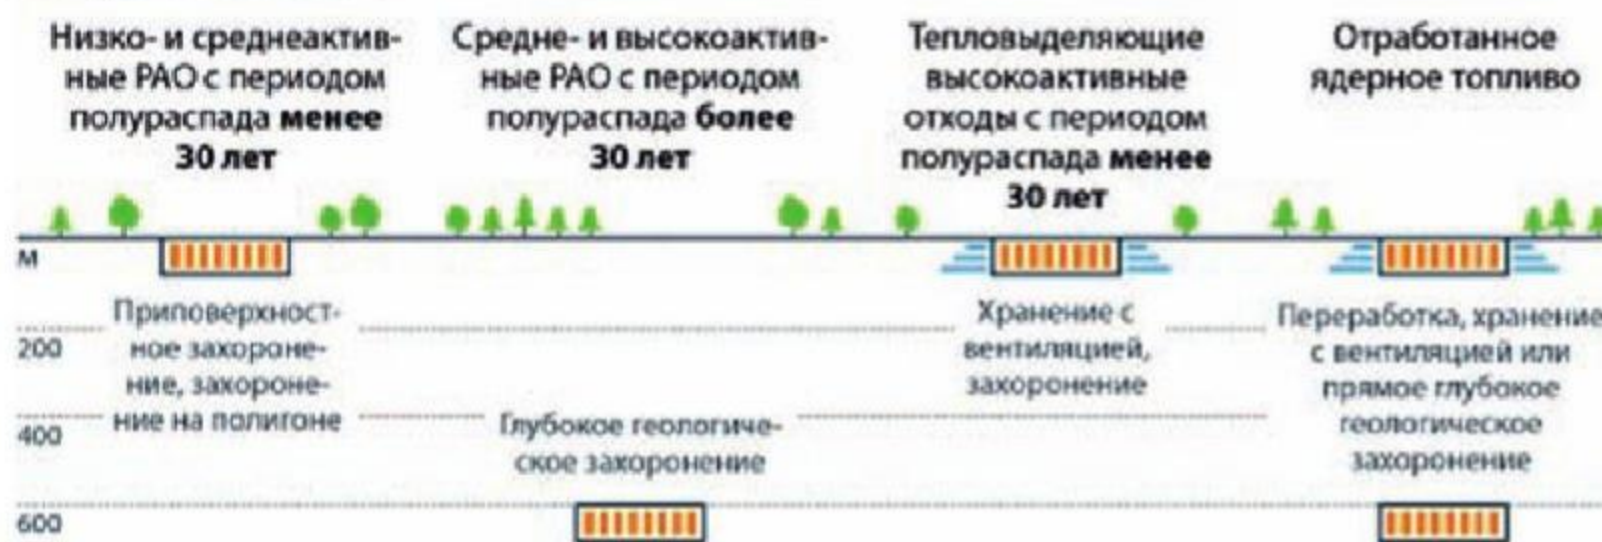 Низко- и среднеактив-
ные РАО с периодом
полураспада менее
30 лет
Средне- и высокоактив-
ные РАО с периодом
полураспада более
30 лет
Тепловыделяющие
высокоактивные
отходы с периодом
полураспада менее
30 лет
Отработанное
ядерное топливо
м
200
400
600
Приповерхност-
ное захороне-
ние, захороне-
ние на полигоне
Глубокое геологиче-
ское захоронение
Хранение с
вентиляцией,
захоронение
Переработка, хранение
с вентиляцией или
прямое глубокое
геологическое
захоронение